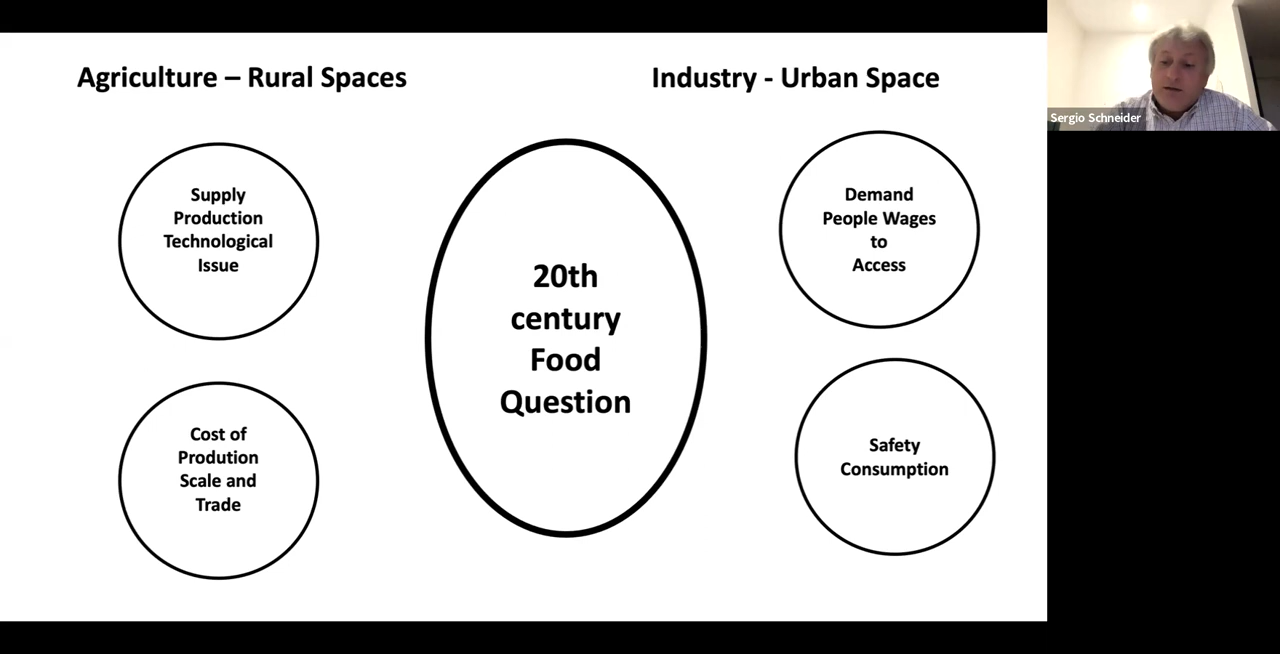 Agriculture – Rural Spaces
Industry - Urban Space
Sergio Schneider
Supply
Production
Technological
Issue
Demand
People Wages
to
Access
20th
century
Food
Question
Cost of
Prodution
Scale and
Trade
Safety
Consumption